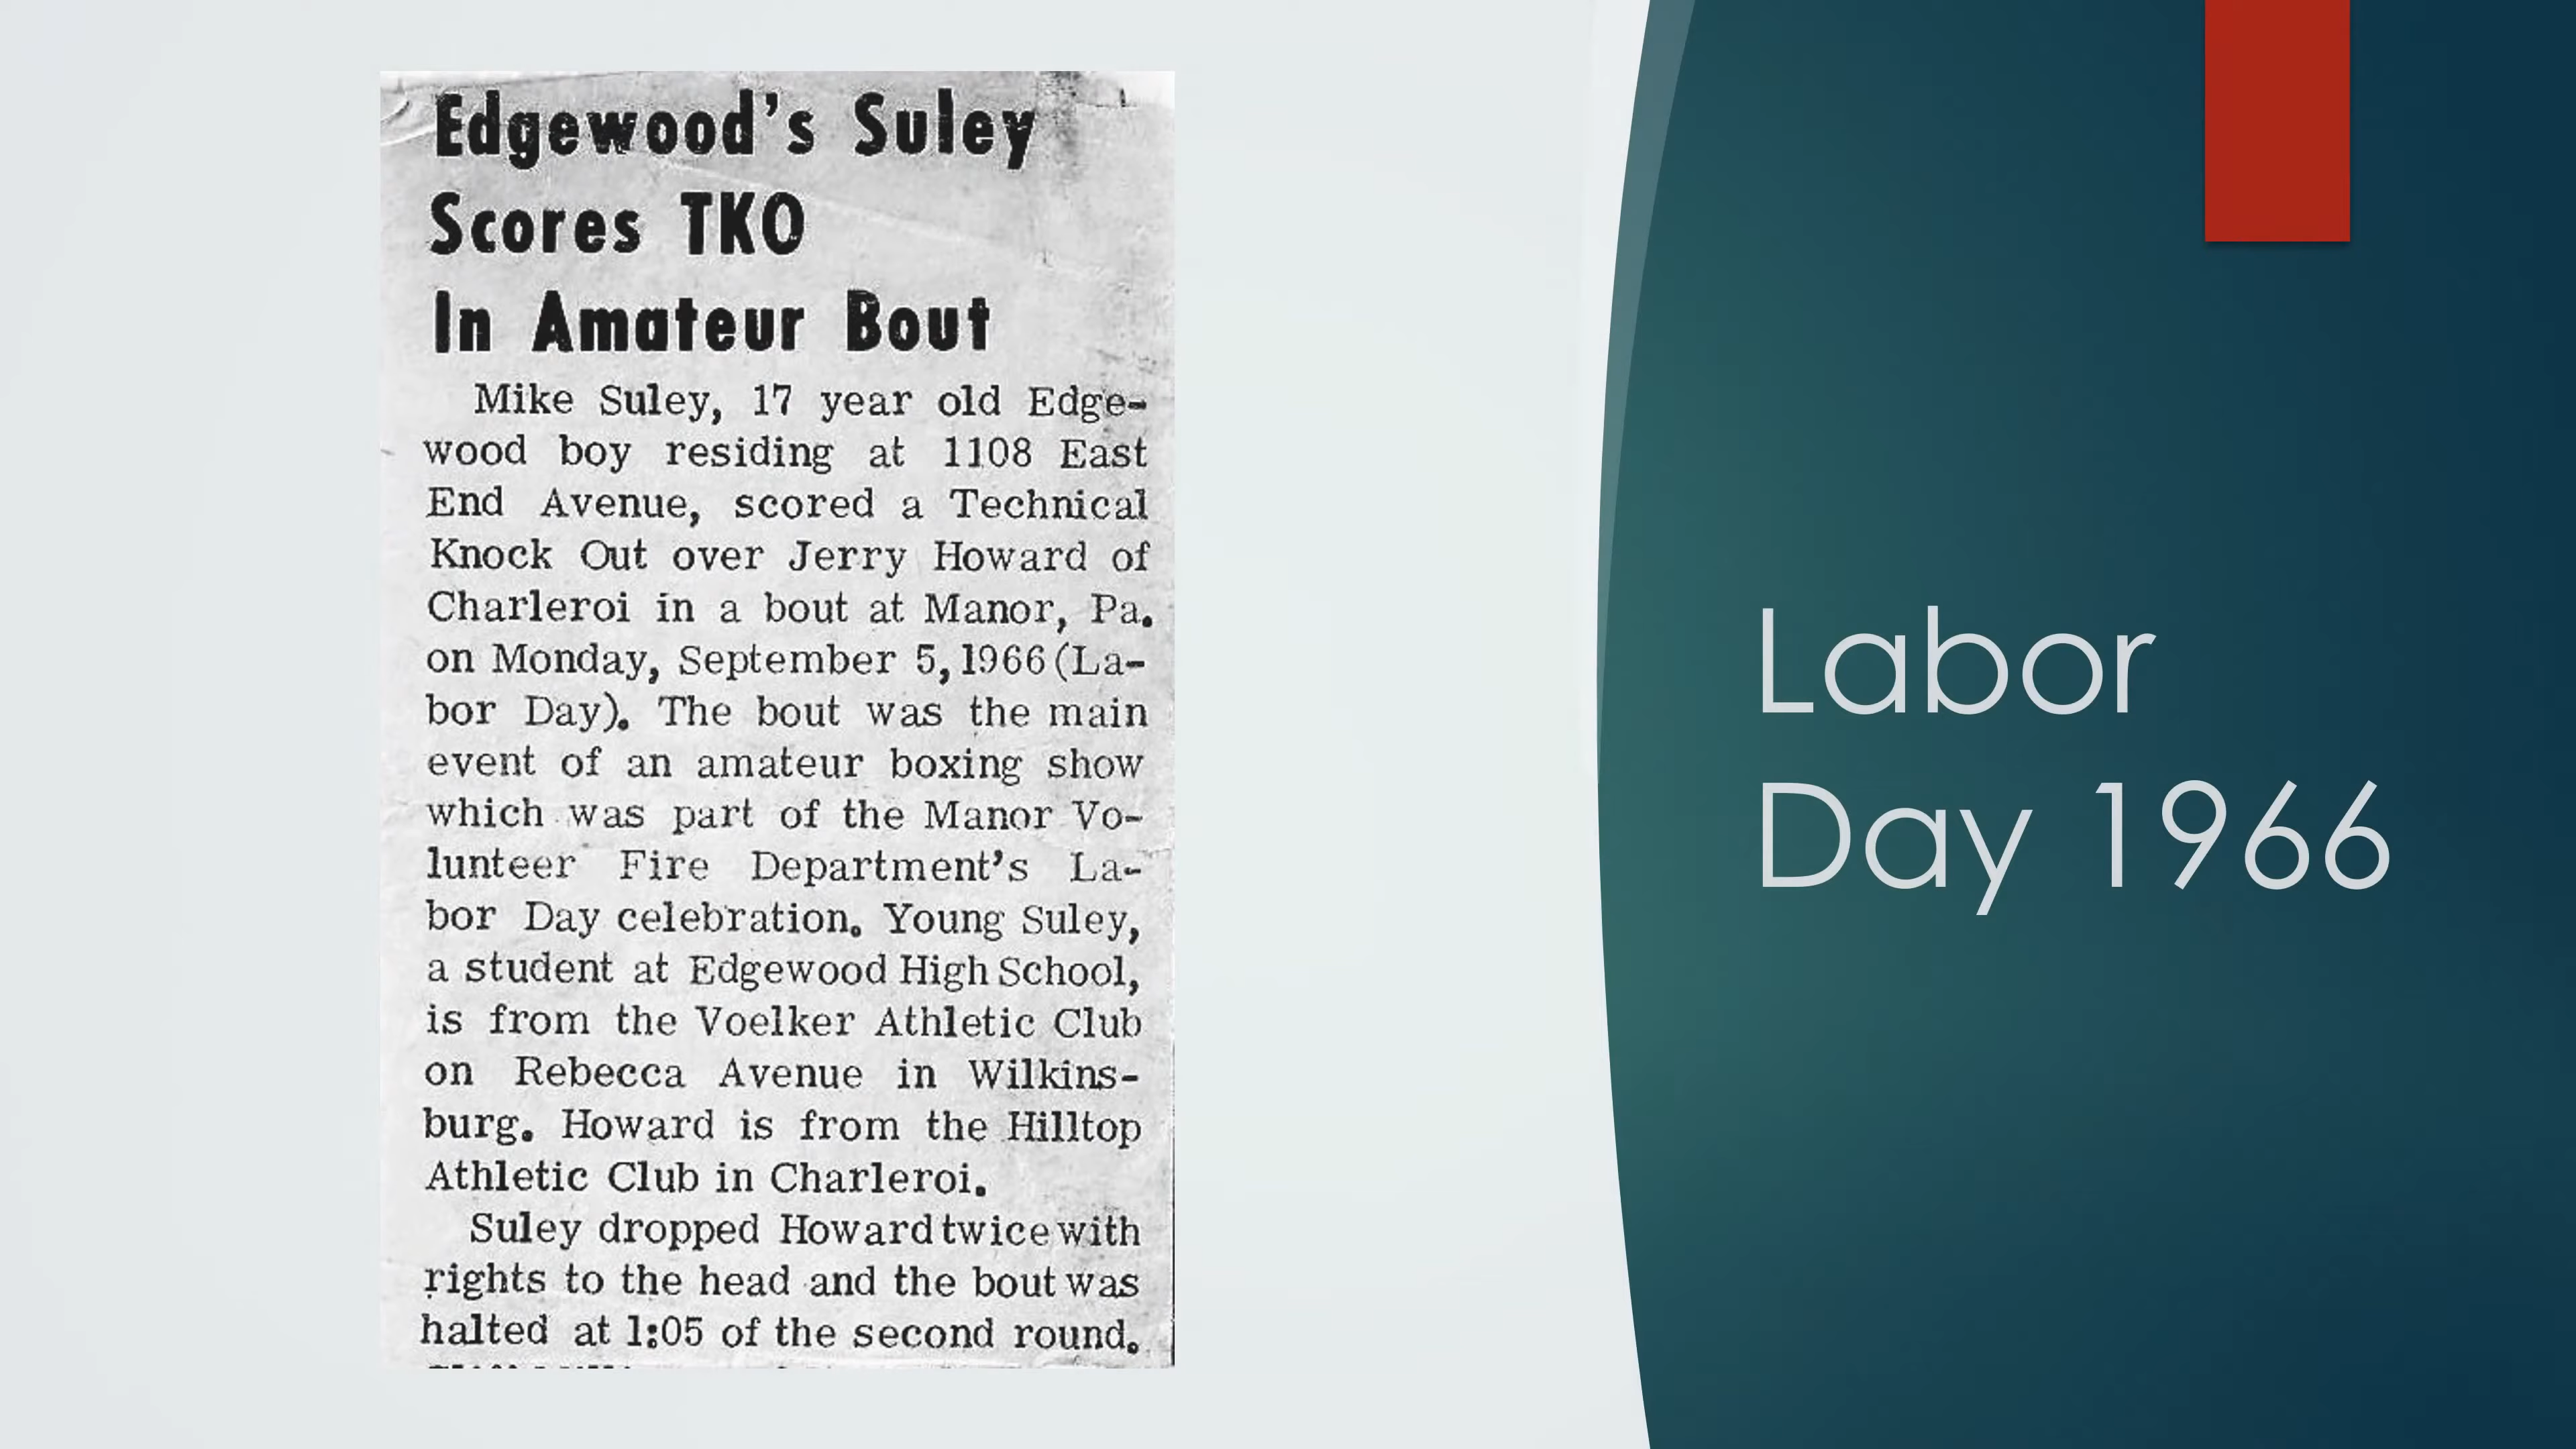 Edgewood's Suley
Scores TKO
In Amateur Bout
Mike Suley, 17 year old Edge-
wood boy residing at 1108 East
End Avenue, scored a Technical
Knock Out over Jerry Howard of
Charleroi in a bout at Manor, Pa.
on Monday, September 5, 1966 (La-
bor Day). The bout was the main
event of an amateur boxing show
which was part of the Manor Vo-
lunteer Fire Department's La-
bor Day celebration. Young Suley,
a student at Edgewood High School,
is from the Voelker Athletic Club
on Rebecca Avenue in Wilkins-
burg. Howard is from the Hilltop
Athletic Club in Charleroi.
Suley dropped Howard twice with
rights to the head and the bout was
halted at 1:05 of the second round.
Labor
Day 1966